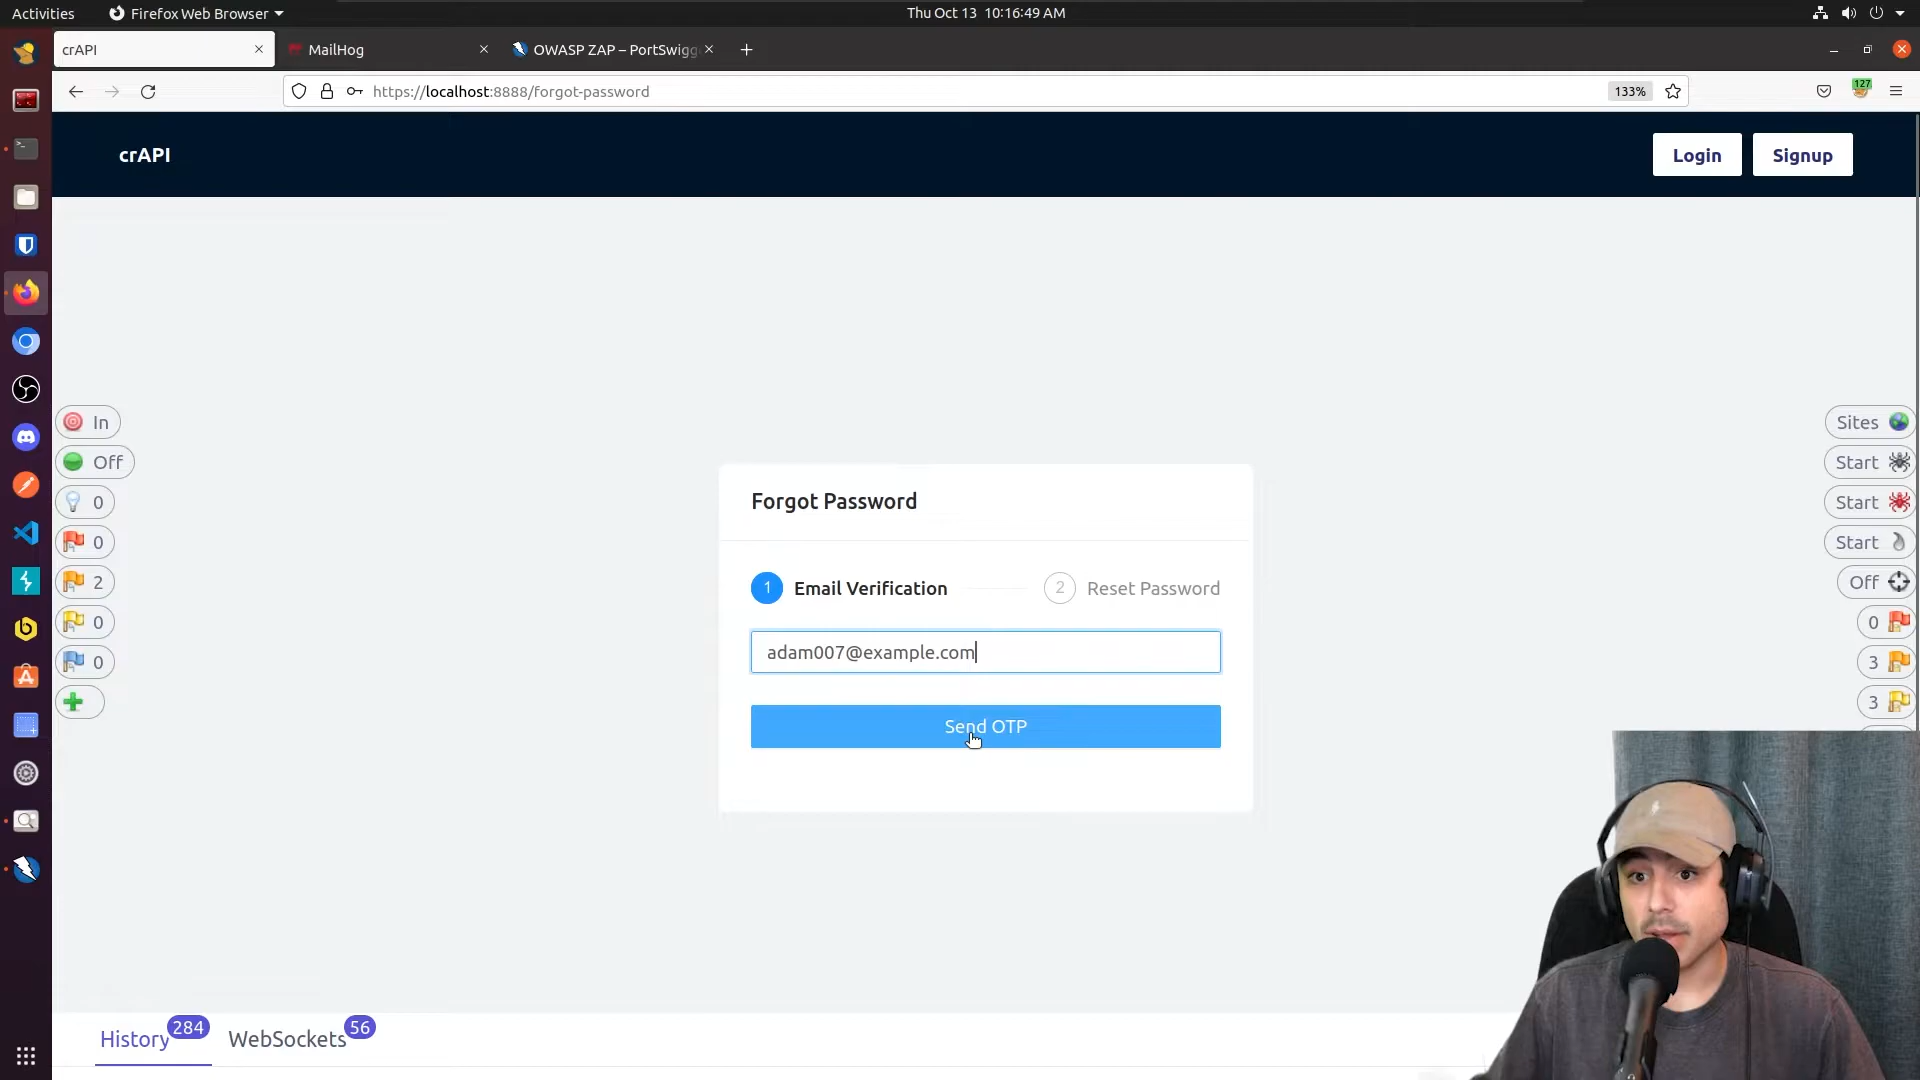 Activities
Firefox Web Browser
Thu Oct 13 10:16:49 AM
crAPI
MailHog
OWASP ZAP – PortSwigg
https://localhost:8888/forgot-password
133%
127
crAPI
Login
Signup
In
Off
0
0
2
0
0
Sites
Start
Start
Start
Off
0
3
3
Forgot Password
1 Email Verification
2 Reset Password
adam007@example.com
Send OTP
History 284
WebSockets 56